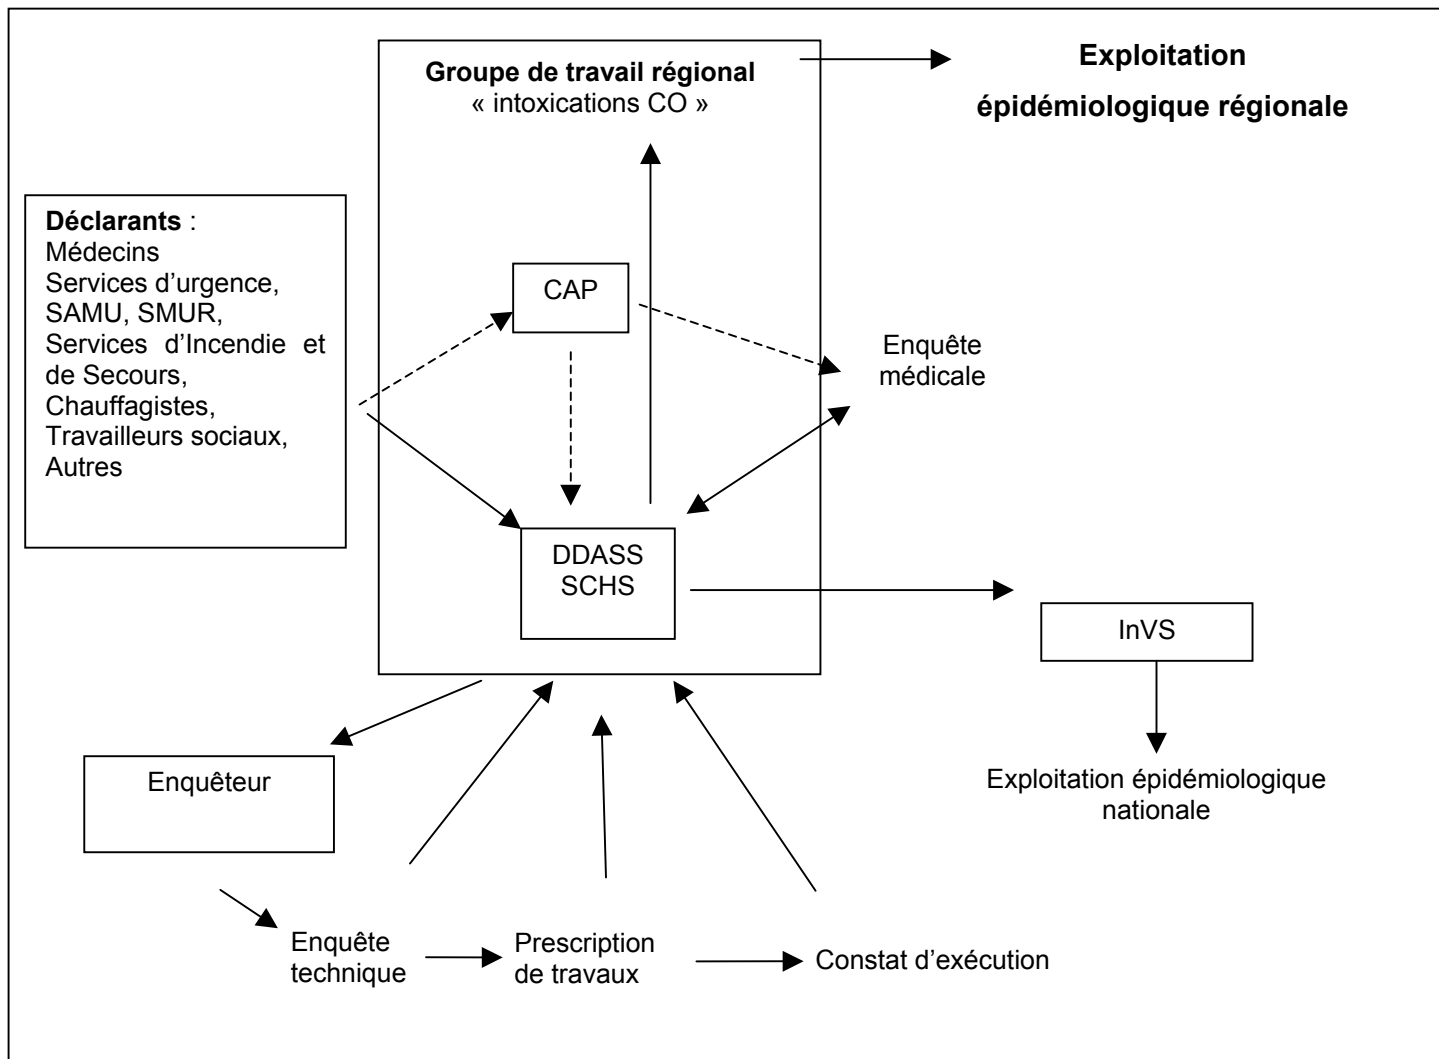 Groupe de travail régional
« intoxications CO »
Exploitation
épidémiologique régionale
Déclarants :
Médecins
Services d’urgence,
SAMU, SMUR,
Services d’Incendie et
de Secours,
Chauffagistes,
Travailleurs sociaux,
Autres
CAP
Enquête
médicale
DDASS
SCHS
InVS
Enquêteur
Exploitation épidémiologique
nationale
Enquête
technique
Prescription
de travaux
Constat d’exécution